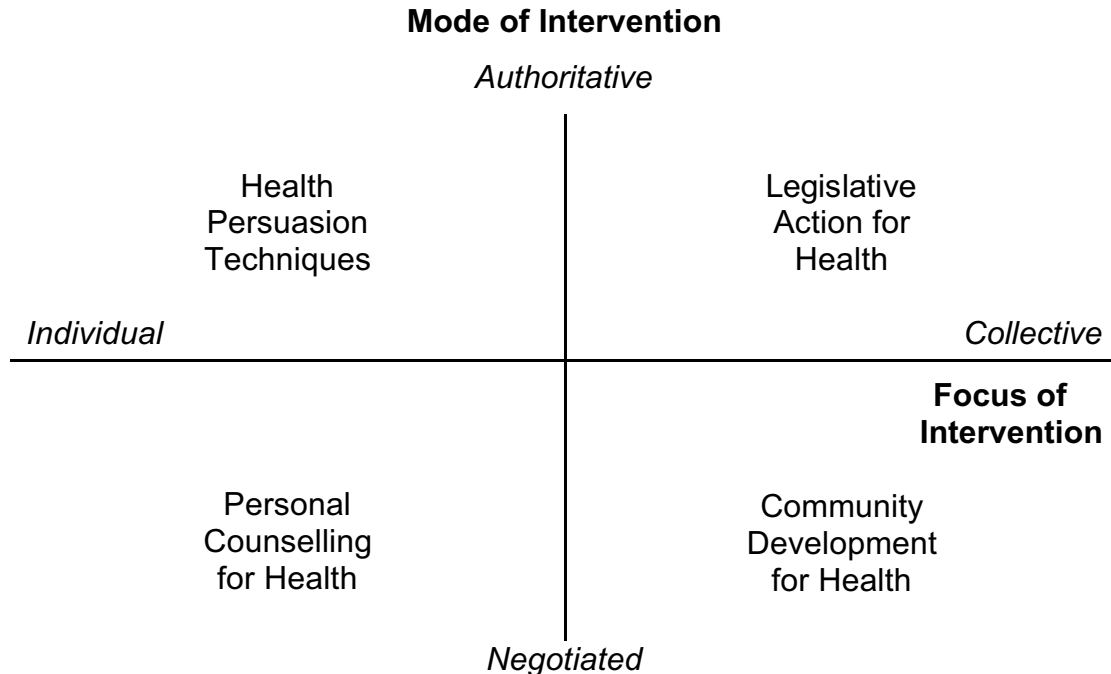 Mode of Intervention
Authoritative
Health
Persuasion
Techniques
Legislative
Action for
Health
Individual
Collective
Focus of
Intervention
Personal
Counselling
for Health
Community
Development
for Health
Negotiated